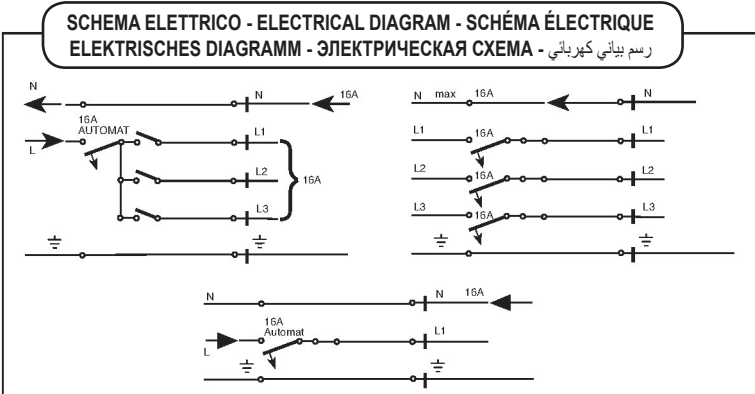 SCHEMA ELETTRICO - ELECTRICAL DIAGRAM - SCHÉMA ÉLECTRIQUE
ELEKTRISCHES DIAGRAMM - ЭЛЕКТРИЧЕСКАЯ СХЕМА - رسم بياني كهربائي
N N 16A
16A
AUTOMAT
L L1
L2 16A
L3
N max 16A N
L1 16A L1
L2 16A L2
L3 16A L3
N N 16A
16A
Automat
L L1